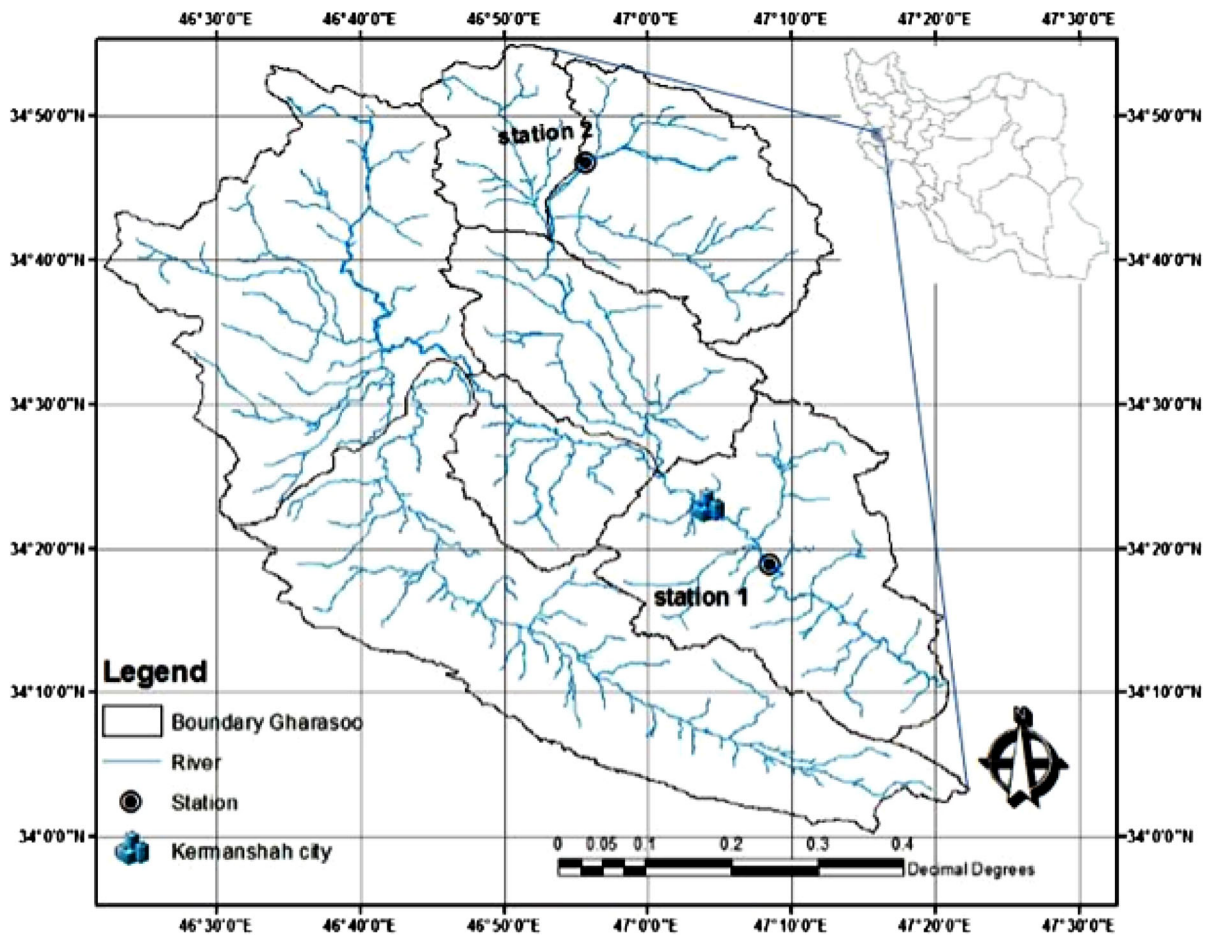 46°30'0"E 46°40'0"E 46°50'0"E 47°0'0"E 47°10'0"E 47°20'0"E 47°30'0"E
34°50'0"N 34°50'0"N
station 2
34°40'0"N 34°40'0"N
34°30'0"N 34°30'0"N
34°20'0"N 34°20'0"N
station 1
34°10'0"N 34°10'0"N
Legend
Boundary Gharasoo
River
Station
Kermanshah city
34°0'0"N 34°0'0"N
0 0.05 0.1 0.2 0.3 0.4
Decimal Degrees
46°30'0"E 46°40'0"E 46°50'0"E 47°0'0"E 47°10'0"E 47°20'0"E 47°30'0"E